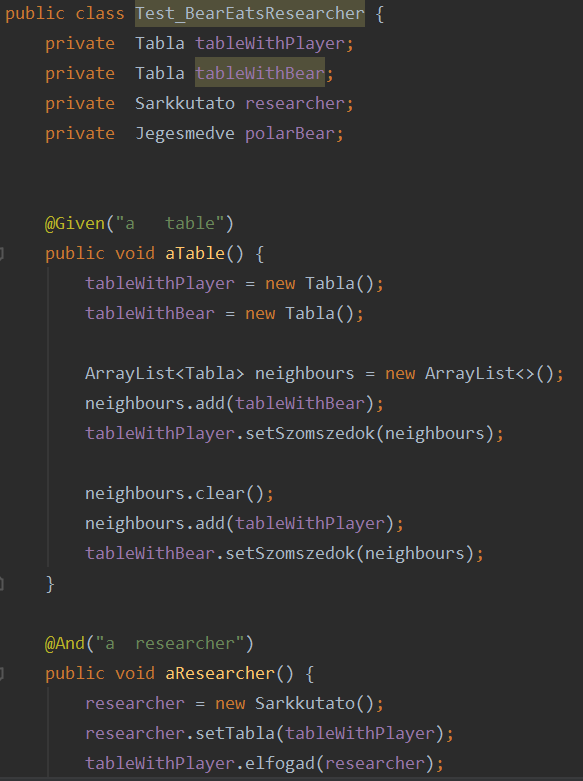 public class Test_BearEatsResearcher {
private  Tabla tableWithPlayer;
private  Tabla tableWithBear;
private  Sarkkutato researcher;
private  Jegesmedve polarBear;
@Given("a   table")
public void aTable() {
tableWithPlayer = new Tabla();
tableWithBear = new Tabla();
ArrayList<Tabla> neighbours = new ArrayList<>();
neighbours.add(tableWithBear);
tableWithPlayer.setSzomszedok(neighbours);
neighbours.clear();
neighbours.add(tableWithPlayer);
tableWithBear.setSzomszedok(neighbours);
}
@And("a  researcher")
public void aResearcher() {
researcher = new Sarkkutato();
researcher.setTabla(tableWithPlayer);
tableWithPlayer.elfogad(researcher);